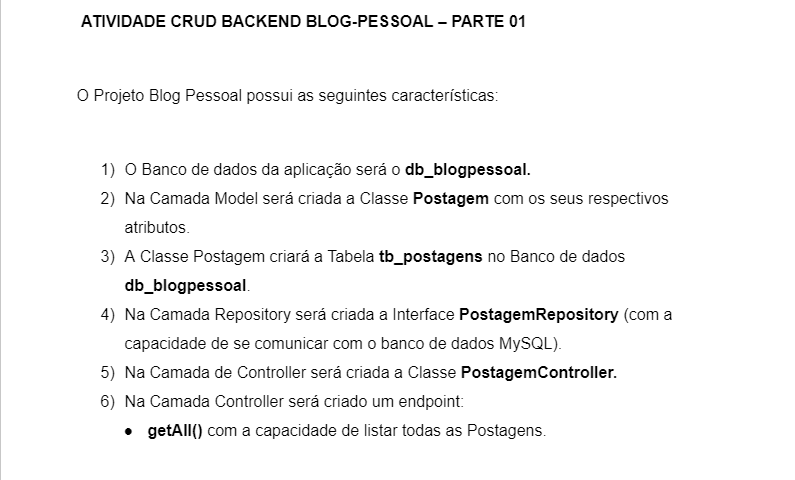 ATIVIDADE CRUD BACKEND BLOG-PESSOAL – PARTE 01
O Projeto Blog Pessoal possui as seguintes características:
1) O Banco de dados da aplicação será o db_blogpessoal.
2) Na Camada Model será criada a Classe Postagem com os seus respectivos
atributos.
3) A Classe Postagem criará a Tabela tb_postagens no Banco de dados
db_blogpessoal.
4) Na Camada Repository será criada a Interface PostagemRepository (com a
capacidade de se comunicar com o banco de dados MySQL).
5) Na Camada de Controller será criada a Classe PostagemController.
6) Na Camada Controller será criado um endpoint:
● getAll() com a capacidade de listar todas as Postagens.